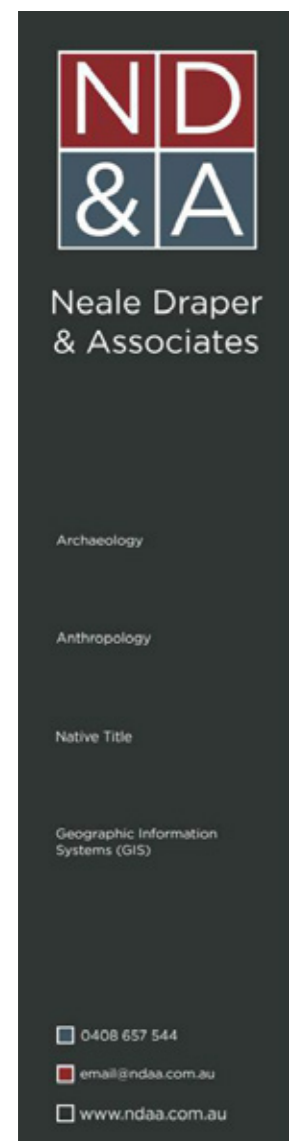 ND
&A
Neale Draper
& Associates
Archaeology
Anthropology
Native Title
Geographic Information
Systems (GIS)
0408 657 544
email@ndaa.com.au
www.ndaa.com.au